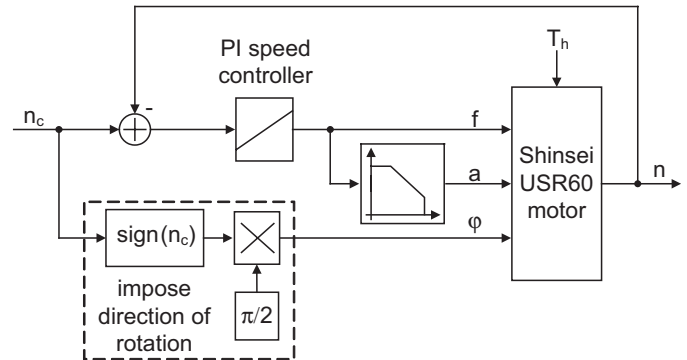 T_h
PI speed
controller
n_c
-
f
Shinsei
USR60
motor
n
a
sign(n_c)
φ
impose
direction of
rotation
π/2